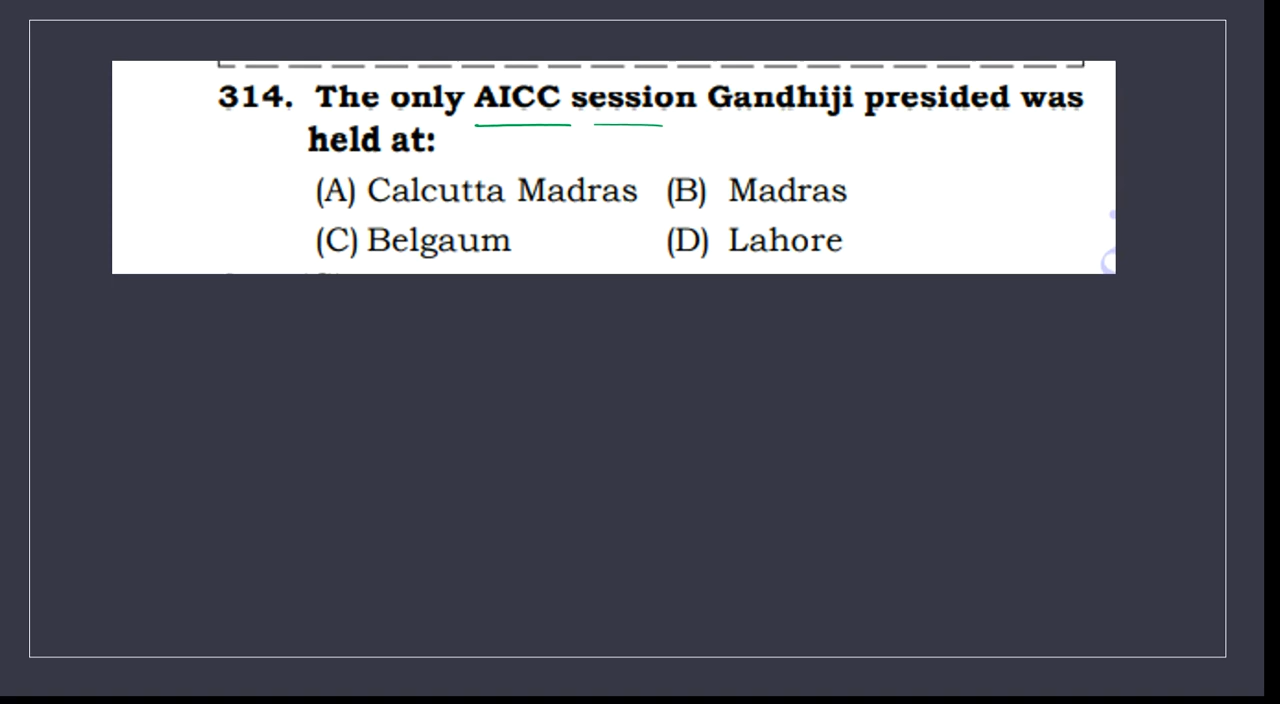 314. The only AICC session Gandhiji presided was
held at:
(A) Calcutta Madras (B) Madras
(C) Belgaum (D) Lahore